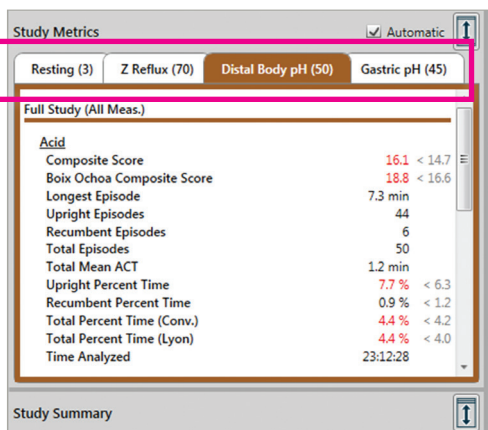 Study Metrics Automatic
Resting (3) Z Reflux (70) Distal Body pH (50) Gastric pH (45)
Full Study (All Meas.)
Acid
Composite Score 16.1 < 14.7
Boix Ochoa Composite Score 18.8 < 16.6
Longest Episode 7.3 min
Upright Episodes 44
Recumbent Episodes 6
Total Episodes 50
Total Mean ACT 1.2 min
Upright Percent Time 7.7 % < 6.3
Recumbent Percent Time 0.9 % < 1.2
Total Percent Time (Conv.) 4.4 % < 4.2
Total Percent Time (Lyon) 4.4 % < 4.0
Time Analyzed 23:12:28
Study Summary